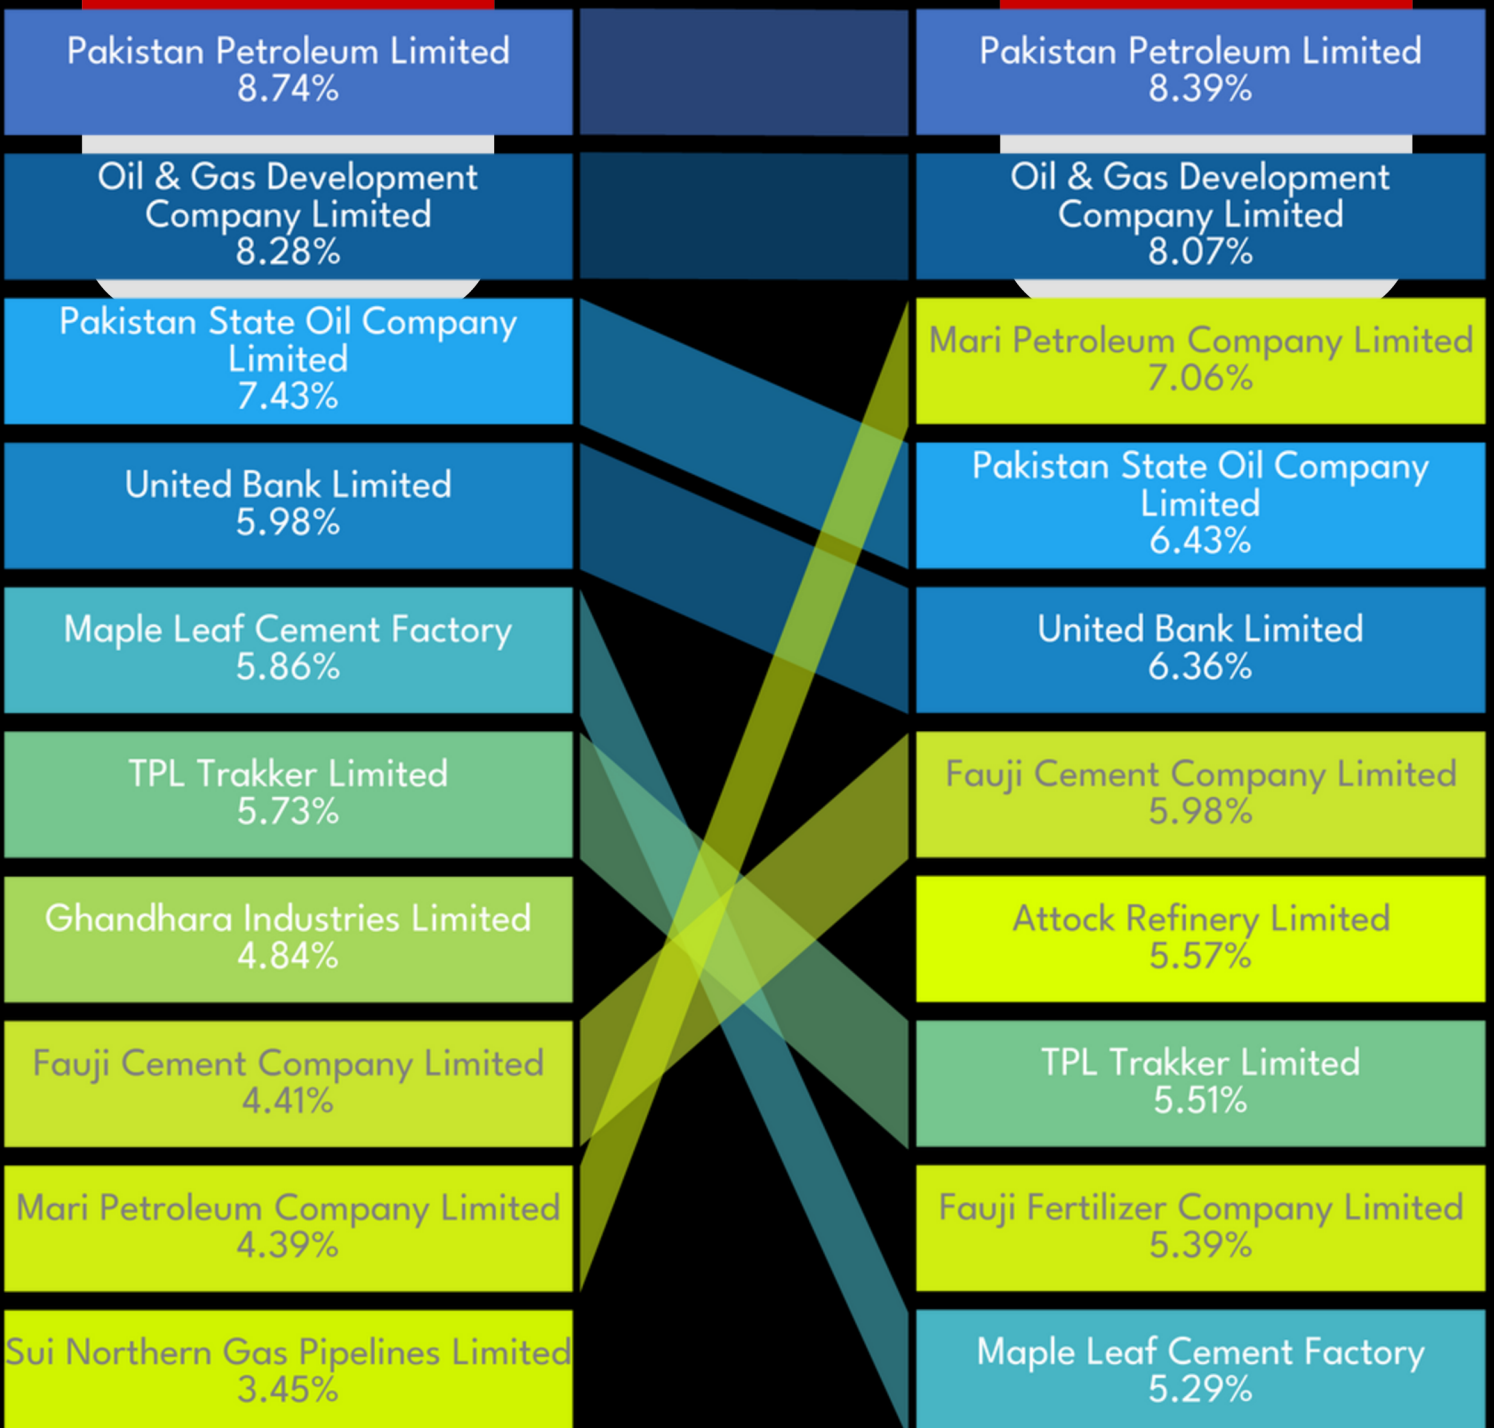 Pakistan Petroleum Limited
8.74%
Oil & Gas Development
Company Limited
8.28%
Pakistan State Oil Company
Limited
7.43%
United Bank Limited
5.98%
Maple Leaf Cement Factory
5.86%
TPL Trakker Limited
5.73%
Ghandhara Industries Limited
4.84%
Fauji Cement Company Limited
4.41%
Mari Petroleum Company Limited
4.39%
Sui Northern Gas Pipelines Limited
3.45%
Pakistan Petroleum Limited
8.39%
Oil & Gas Development
Company Limited
8.07%
Mari Petroleum Company Limited
7.06%
Pakistan State Oil Company
Limited
6.43%
United Bank Limited
6.36%
Fauji Cement Company Limited
5.98%
Attock Refinery Limited
5.57%
TPL Trakker Limited
5.51%
Fauji Fertilizer Company Limited
5.39%
Maple Leaf Cement Factory
5.29%